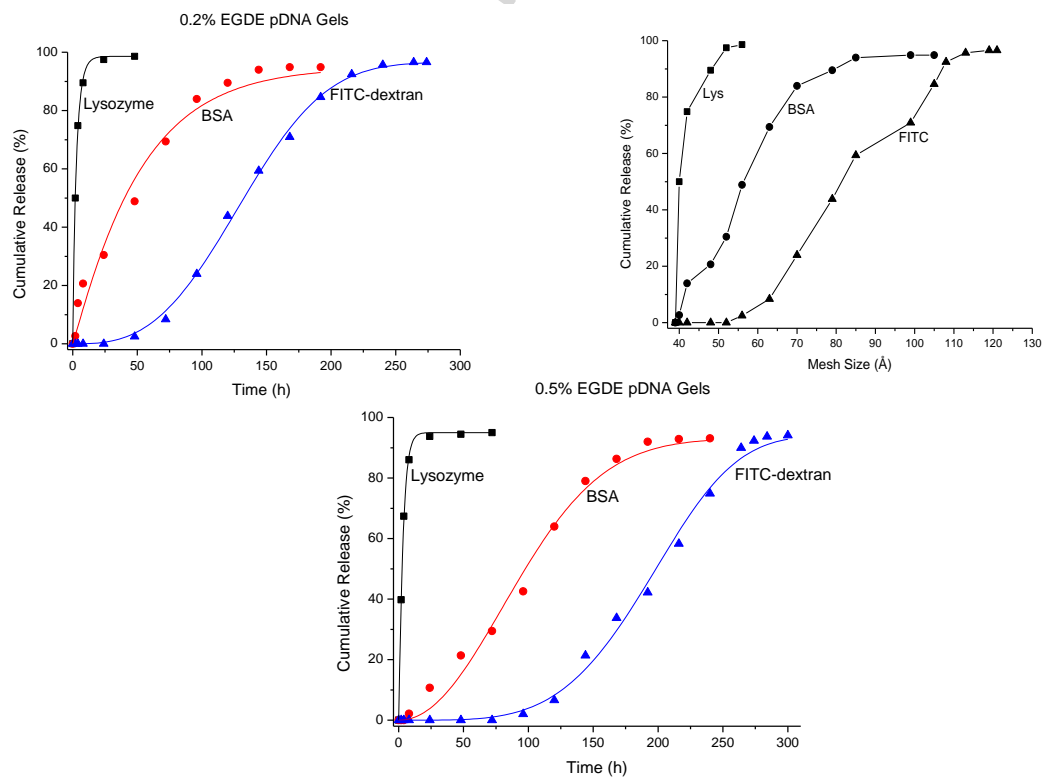 0.2% EGDE pDNA Gels
100
80
60
40
20
0
Cumulative Release (%)
Lysozyme
BSA
FITC-dextran
0 50 100 150 200 250 300
Time (h)
100
80
60
40
20
0
Cumulative Release (%)
Lys
BSA
FITC
40 50 60 70 80 90 100 110 120 130
Mesh Size (Å)
0.5% EGDE pDNA Gels
100
80
60
40
20
0
Cumulative Release (%)
Lysozyme
BSA
FITC-dextran
0 50 100 150 200 250 300
Time (h)